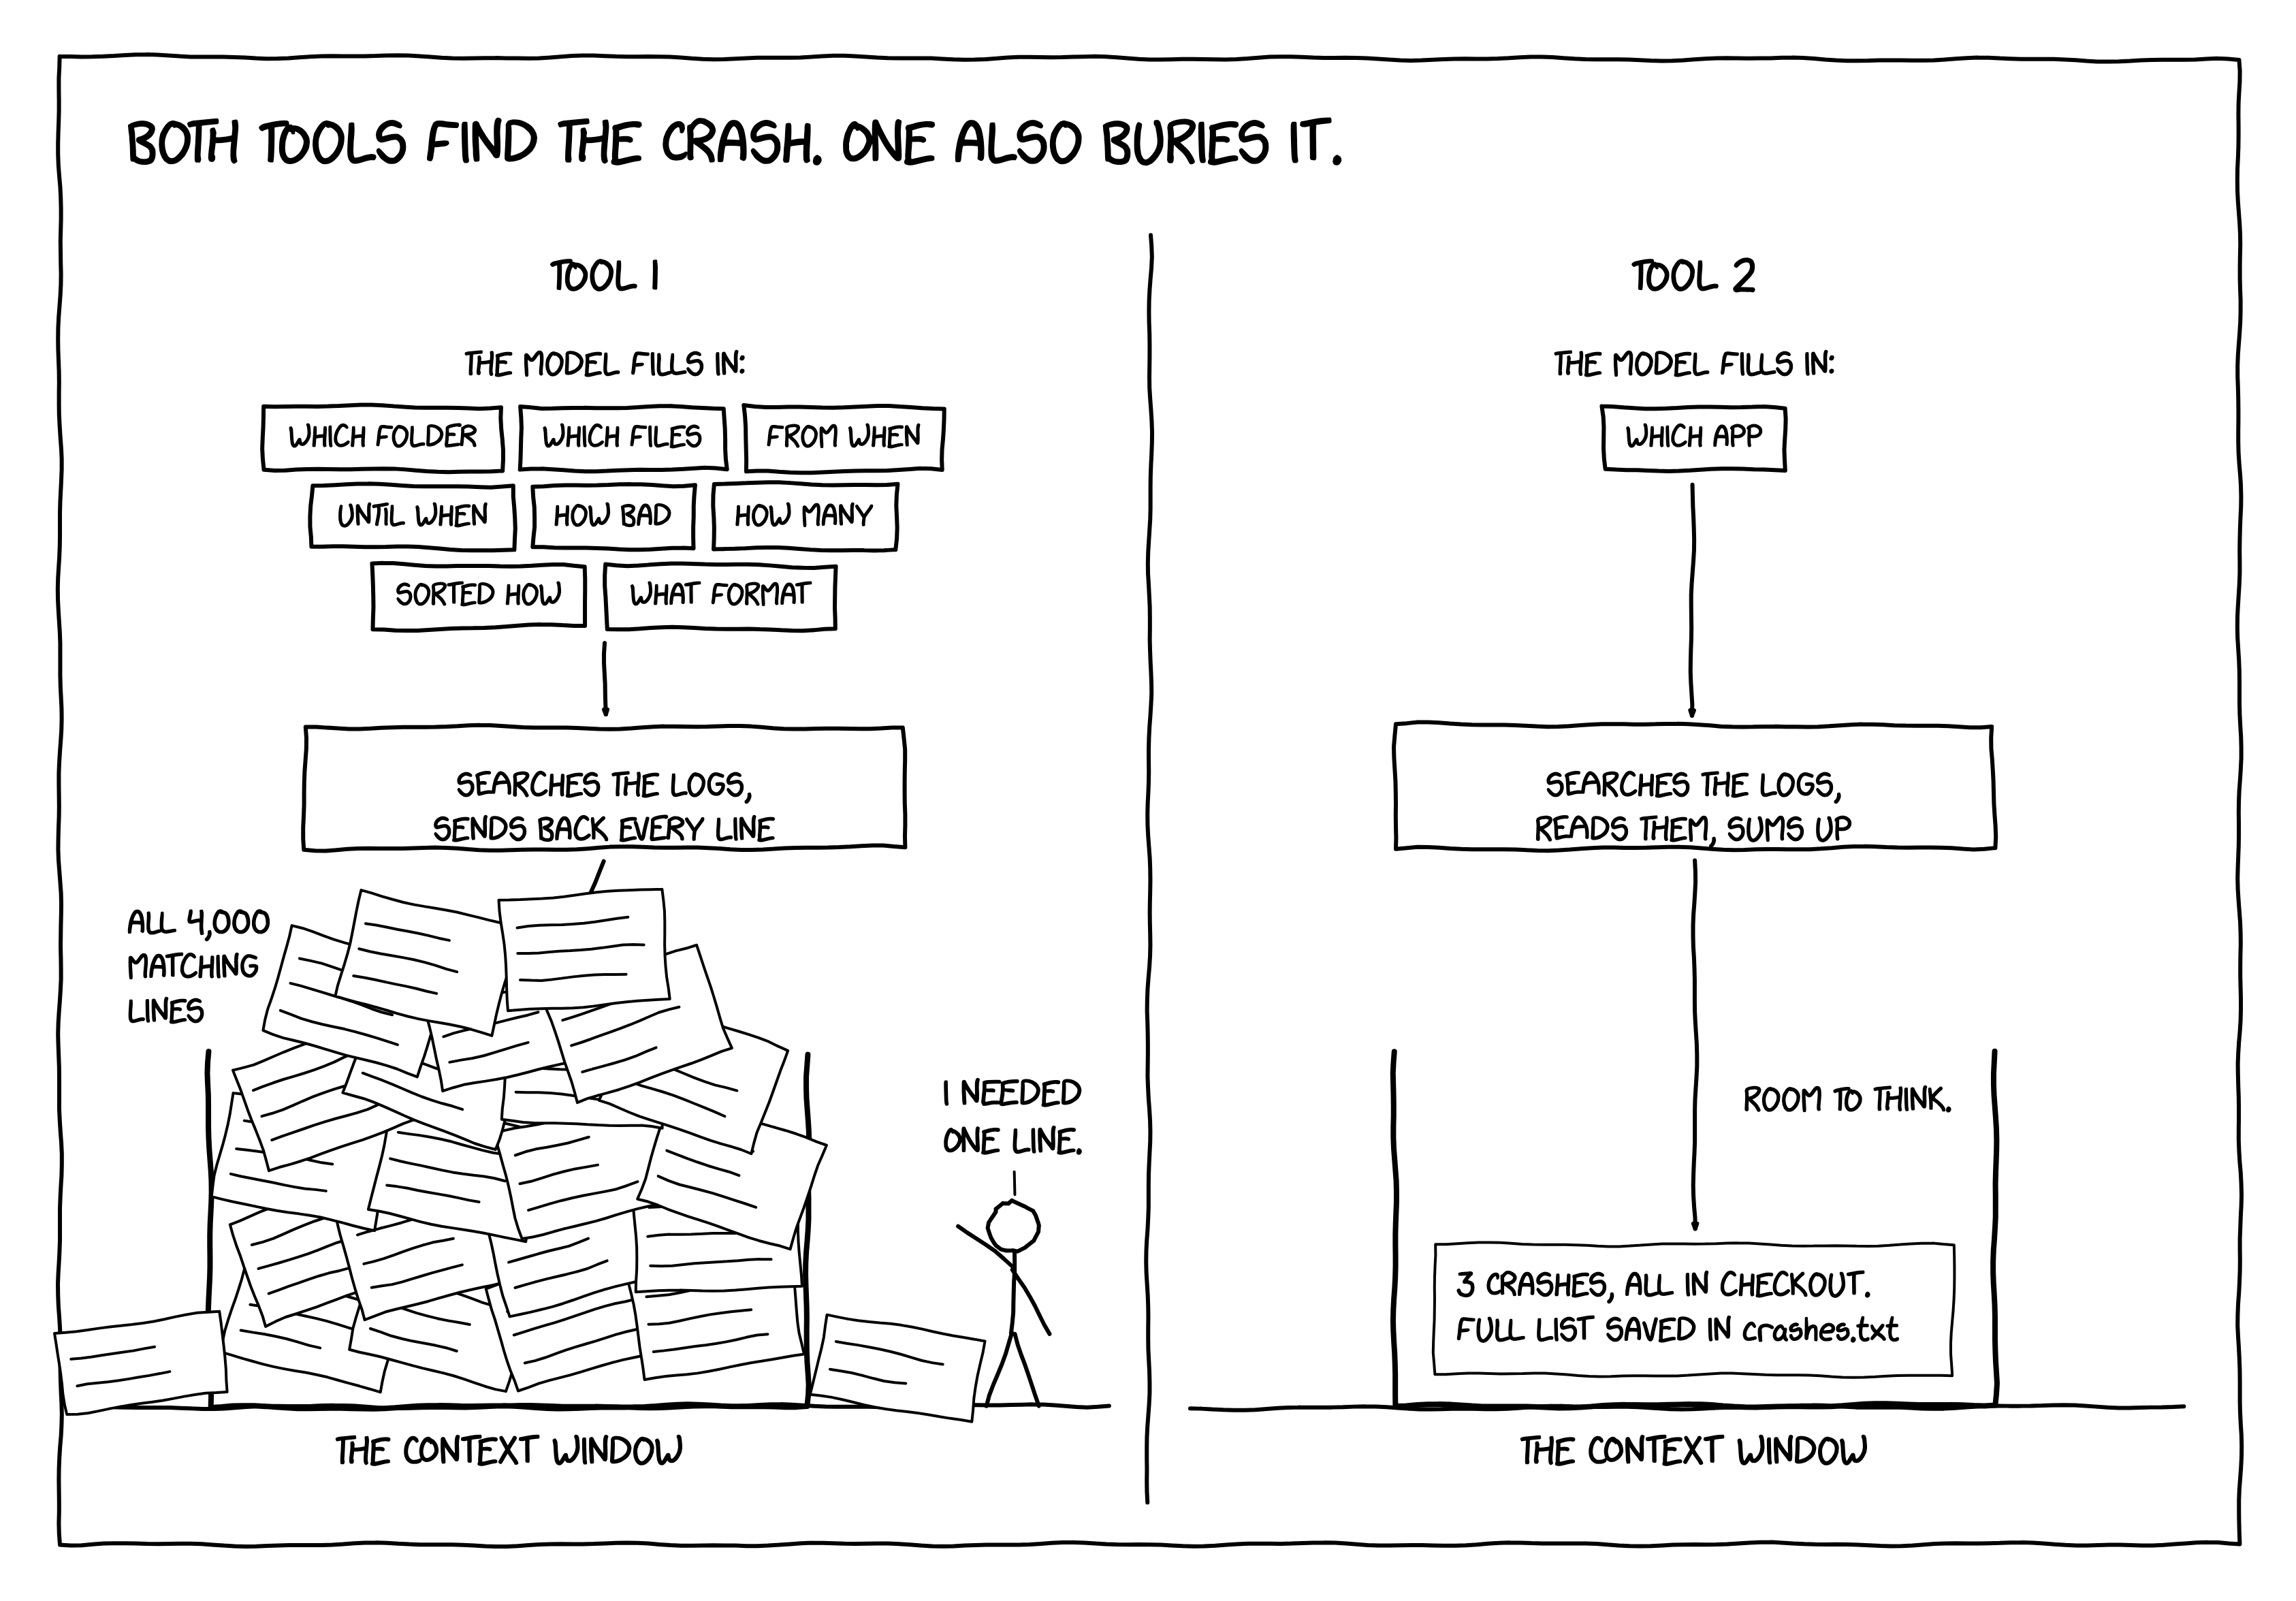 BOTH TOOLS FIND THE CRASH. ONE ALSO BURIES IT.
TOOL 1
THE MODEL FILLS IN:
WHICH FOLDER
WHICH FILES
FROM WHEN
UNTIL WHEN
HOW BAD
HOW MANY
SORTED HOW
WHAT FORMAT
SEARCHES THE LOGS,
SENDS BACK EVERY LINE
ALL 4,000
MATCHING
LINES
I NEEDED
ONE LINE.
THE CONTEXT WINDOW
TOOL 2
THE MODEL FILLS IN:
WHICH APP
SEARCHES THE LOGS,
READS THEM, SUMS UP
ROOM TO THINK.
3 CRASHES, ALL IN CHECKOUT.
FULL LIST SAVED IN crashes.txt
THE CONTEXT WINDOW